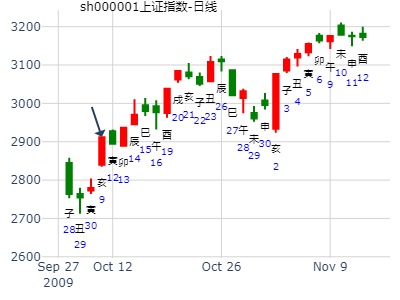 sh000001上证指数-日线
3200
3100
3000
2900
2800
2700
2600
子
28
丑
29
寅
30
亥
9
寅
12
卯
13
辰
14
巳
15
午
16
酉
19
戌
20
亥
21
子
22
丑
23
辰
26
巳
27
午
28
未
29
申
30
亥
2
子
3
丑
4
寅
5
卯
6
午
9
未
10
申
11
酉
12
Sep 27
2009
Oct 12
Oct 26
Nov 9